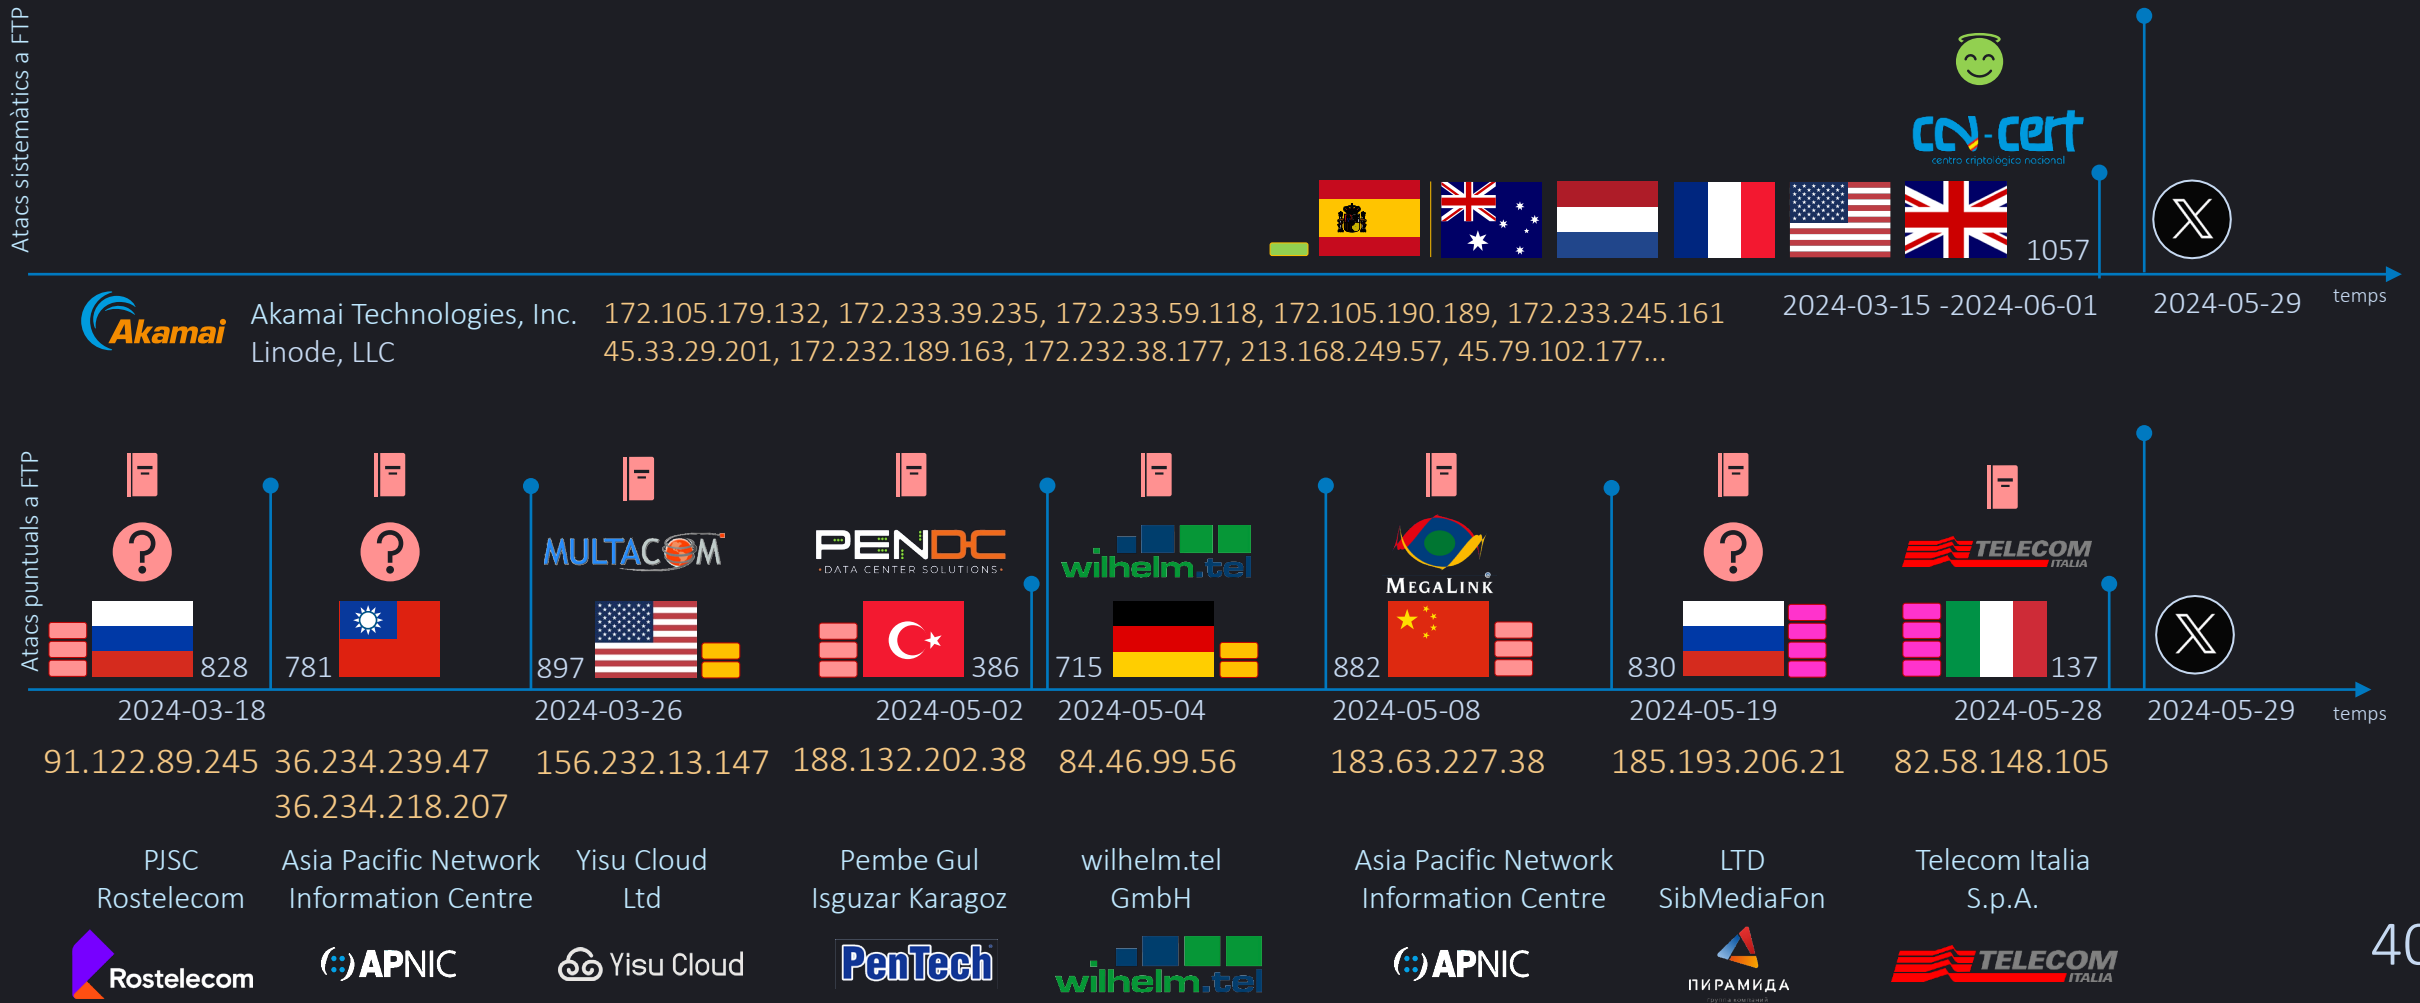 Atacs sistemàtics a FTP
ccn-cert
centro criptológico nacional
1057
Akamai
Akamai Technologies, Inc.
Linode, LLC
172.105.179.132, 172.233.39.235, 172.233.59.118, 172.105.190.189, 172.233.245.161
45.33.29.201, 172.232.189.163, 172.232.38.177, 213.168.249.57, 45.79.102.177...
2024-03-15 -2024-06-01
2024-05-29
temps
Atacs puntuals a FTP
?
?
MULTACOM
PENDC
DATA CENTER SOLUTIONS
wilhelm.tel
MEGALINK
?
TELECOM
ITALIA
828
781
897
386
715
882
830
137
2024-03-18
2024-03-26
2024-05-02
2024-05-04
2024-05-08
2024-05-19
2024-05-28
2024-05-29
temps
91.122.89.245
36.234.239.47
36.234.218.207
156.232.13.147
188.132.202.38
84.46.99.56
183.63.227.38
185.193.206.21
82.58.148.105
PJSC
Rostelecom
Asia Pacific Network
Information Centre
Yisu Cloud
Ltd
Pembe Gul
Isguzar Karagoz
wilhelm.tel
GmbH
Asia Pacific Network
Information Centre
LTD
SibMediaFon
Telecom Italia
S.p.A.
Rostelecom
APNIC
Yisu Cloud
PenTech
wilhelm.tel
APNIC
ПИРАМИДА
группа компаний
TELECOM
ITALIA
40